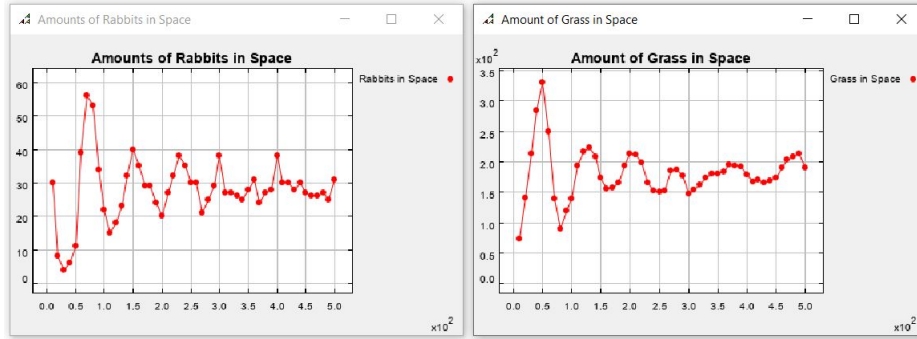 Amounts of Rabbits in Space
Amounts of Rabbits in Space
Rabbits in Space
60
50
40
30
20
10
0
0.0 0.5 1.0 1.5 2.0 2.5 3.0 3.5 4.0 4.5 5.0
x10²
Amount of Grass in Space
x10²
Amount of Grass in Space
Grass in Space
3.5
3.0
2.5
2.0
1.5
1.0
0.5
0.0
0.0 0.5 1.0 1.5 2.0 2.5 3.0 3.5 4.0 4.5 5.0
x10²